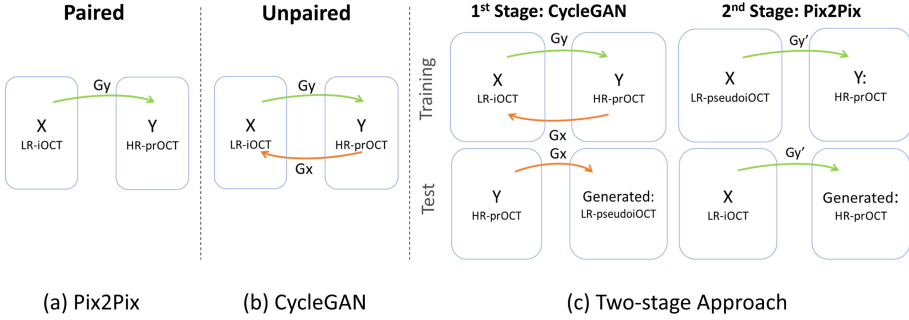 Paired
Gy
X
LR-iOCT
Y
HR-prOCT
(a) Pix2Pix
Unpaired
Gy
X
LR-iOCT
Y
HR-prOCT
Gx
(b) CycleGAN
1st Stage: CycleGAN
2nd Stage: Pix2Pix
Training
Gy
X
LR-iOCT
Y
HR-prOCT
Gx
Gy’
X
LR-pseudoiOCT
Y:
HR-prOCT
Test
Gx
Y
HR-prOCT
Generated:
LR-pseudoiOCT
Gy’
X
LR-iOCT
Generated:
HR-prOCT
(c) Two-stage Approach